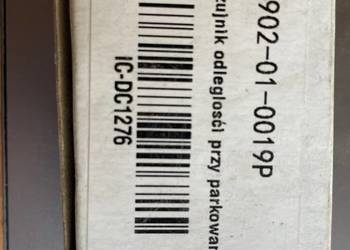 902-01-0019P
odległości przy
IC-DC1276